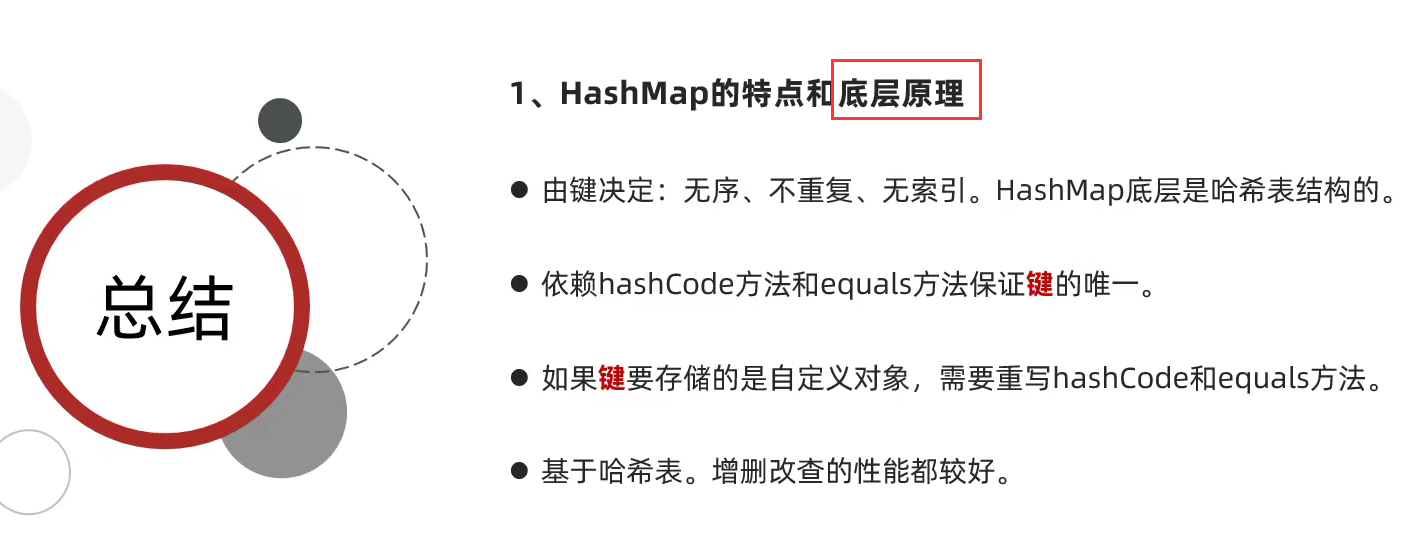 总结
1、HashMap的特点和底层原理
● 由键决定：无序、不重复、无索引。HashMap底层是哈希表结构的。
● 依赖hashCode方法和equals方法保证键的唯一。
● 如果键要存储的是自定义对象，需要重写hashCode和equals方法。
● 基于哈希表。增删改查的性能都较好。